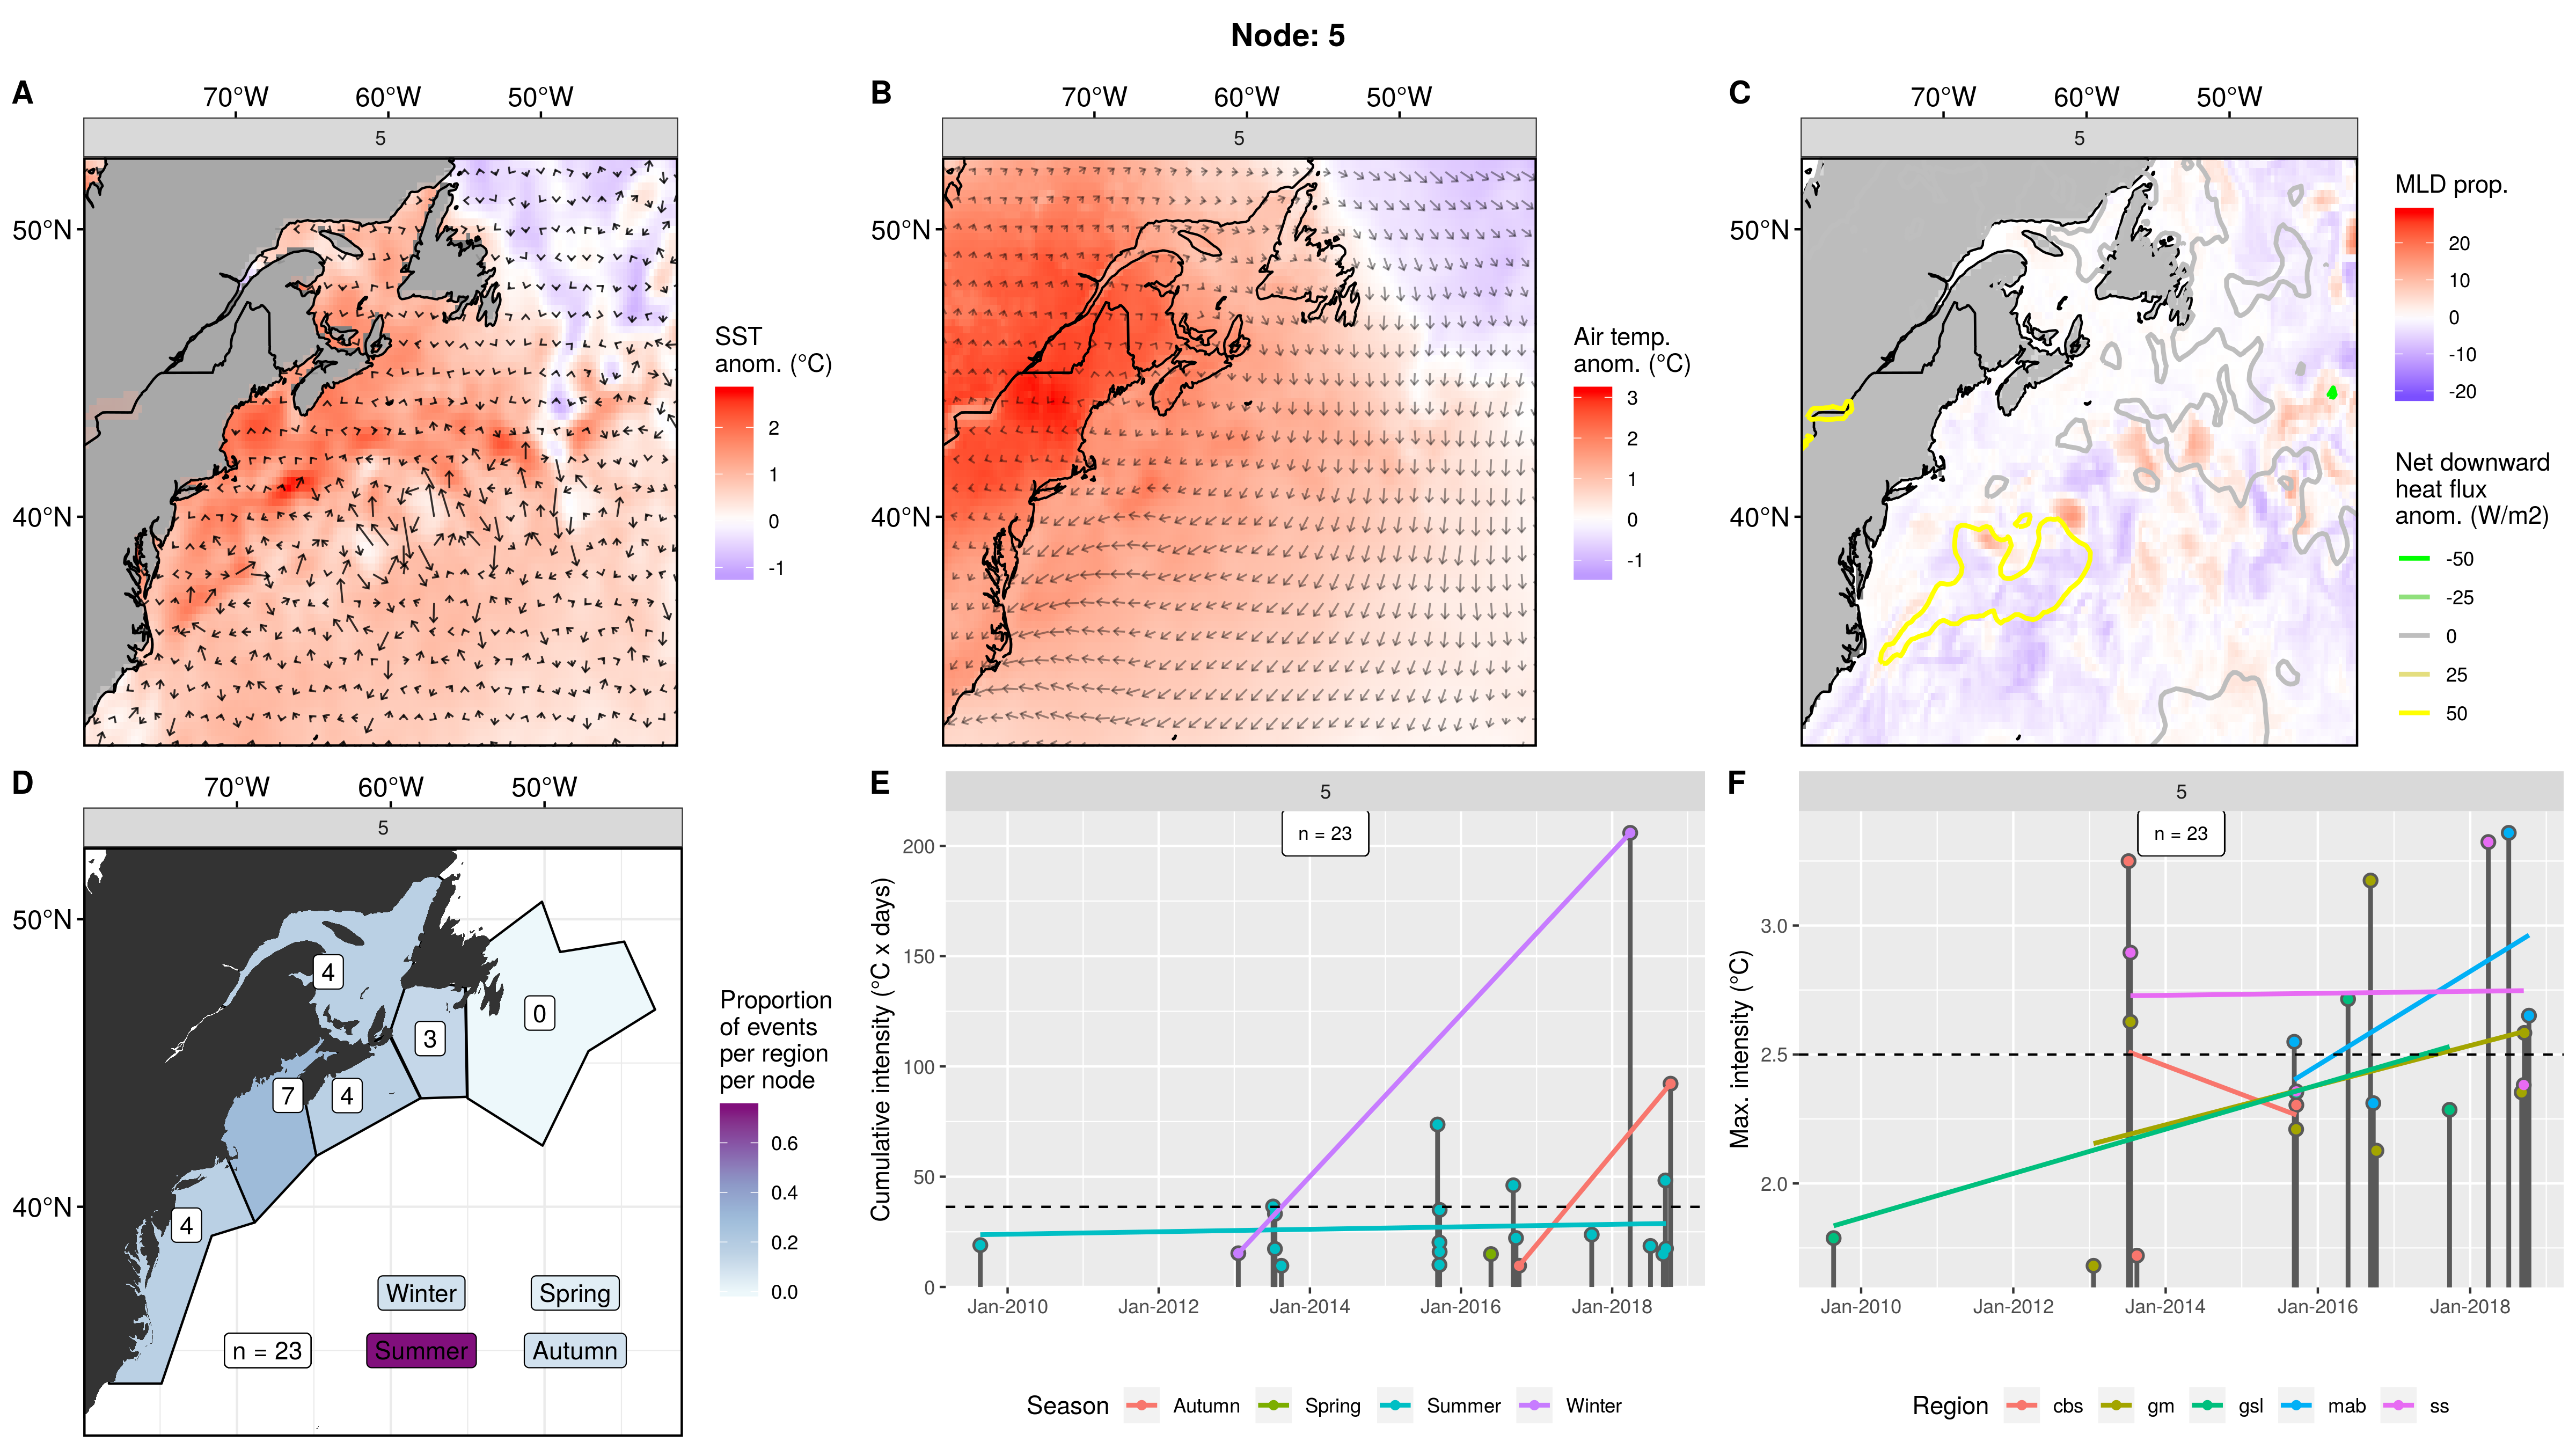 Node: 5
A
70°W 60°W 50°W
5
50°N
40°N
SST
anom. (°C)
2
1
0
-1
B
70°W 60°W 50°W
5
50°N
40°N
Air temp.
anom. (°C)
3
2
1
0
-1
C
70°W 60°W 50°W
5
50°N
40°N
MLD prop.
20
10
0
-10
-20
Net downward
heat flux
anom. (W/m2)
-50
-25
0
25
50
D
70°W 60°W 50°W
5
50°N
40°N
4
3
0
7
4
4
Winter Spring
n = 23 Summer Autumn
Proportion
of events
per region
per node
0.6
0.4
0.2
0.0
E
5
n = 23
Cumulative intensity (°C x days)
200
150
100
50
0
Jan-2010 Jan-2012 Jan-2014 Jan-2016 Jan-2018
Season Autumn Spring Summer Winter
F
5
n = 23
Max. intensity (°C)
3.0
2.5
2.0
Jan-2010 Jan-2012 Jan-2014 Jan-2016 Jan-2018
Region cbs gm gsl mab ss